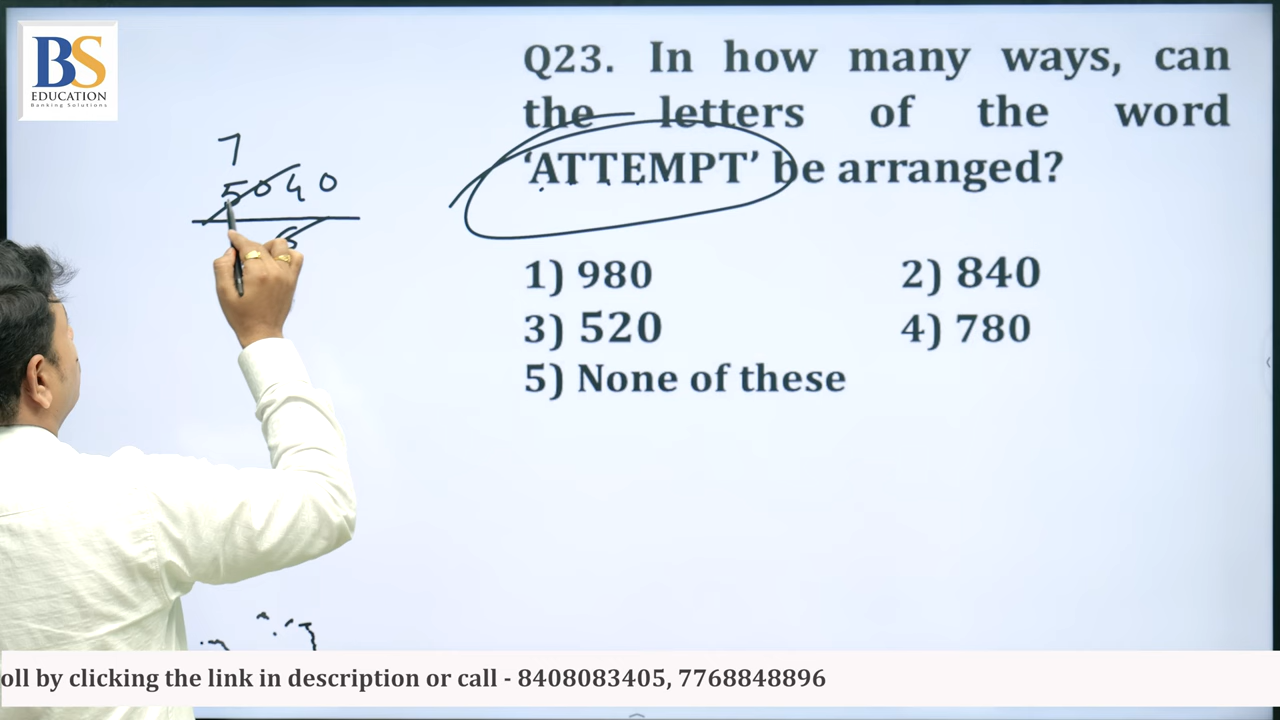 BS
EDUCATION
Banking Solutions
Q23. In how many ways, can
the letters of the word
‘ATTEMPT’ be arranged?
1) 980 2) 840
3) 520 4) 780
5) None of these
7
5040
6
oll by clicking the link in description or call - 8408083405, 7768848896